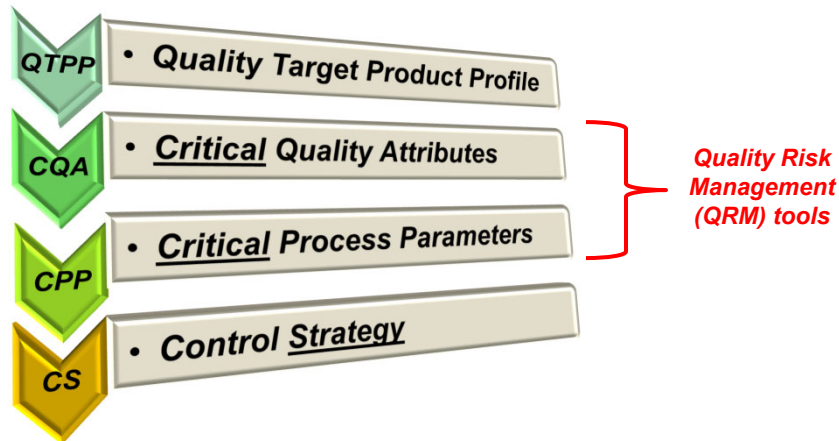 QTPP
• Quality Target Product Profile
CQA
• Critical Quality Attributes
CPP
• Critical Process Parameters
CS
• Control Strategy
Quality Risk
Management
(QRM) tools